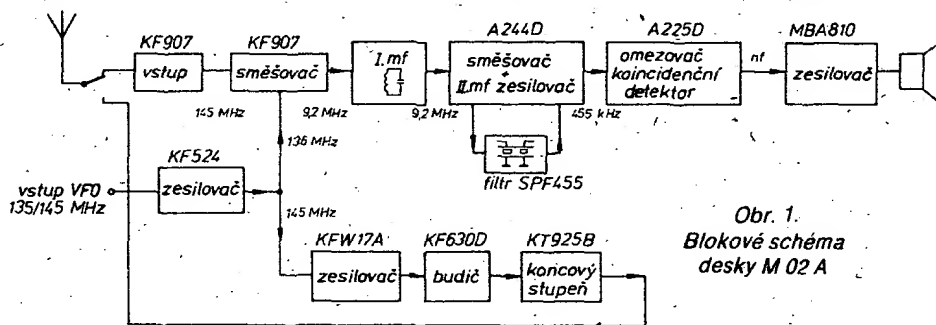 KF907
KF907
A244D
A225D
MBA810
vstup
směšovač
I. mf
směšovač
+
II.mf zesilovač
omezovač
koincidenční
detektor
nf
zesilovač
145 MHz
9,2 MHz
9,2 MHz
455 kHz
136 MHz
filtr SPF455
KF524
vstup VFO
135/145 MHz
zesilovač
145 MHz
KFW17A
KF630D
KT925B
zesilovač
budič
koncový
stupeň
Obr. 1.
Blokové schéma
desky M 02 A